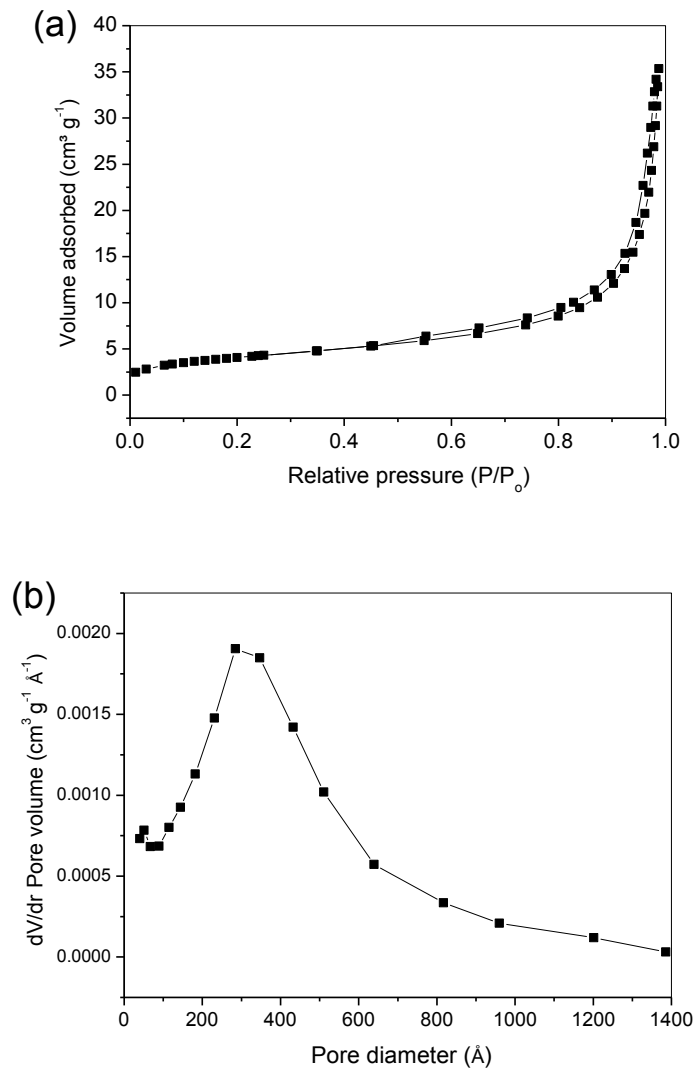 (a)
40
35
30
25
20
15
10
5
0
Volume adsorbed (cm³ g⁻¹)
0.0 0.2 0.4 0.6 0.8 1.0
Relative pressure (P/Pₒ)
(b)
0.0020
0.0015
0.0010
0.0005
0.0000
dV/dr Pore volume (cm³ g⁻¹ Å⁻¹)
0 200 400 600 800 1000 1200 1400
Pore diameter (Å)